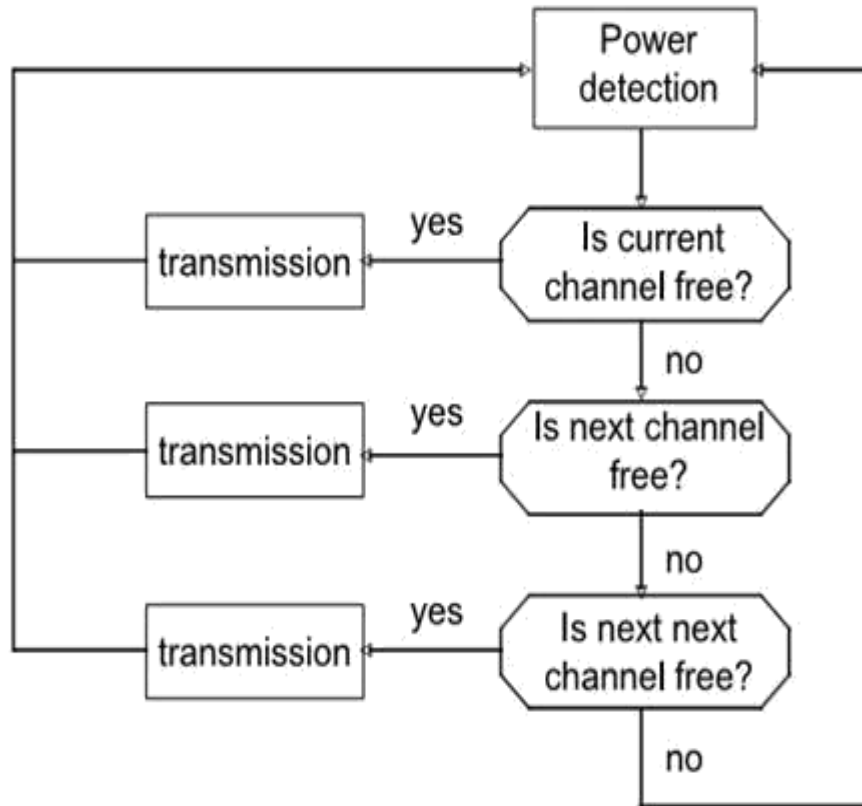 Power
detection
yes
Is current
channel free?
transmission
no
yes
Is next channel
free?
transmission
no
yes
Is next next
channel free?
transmission
no